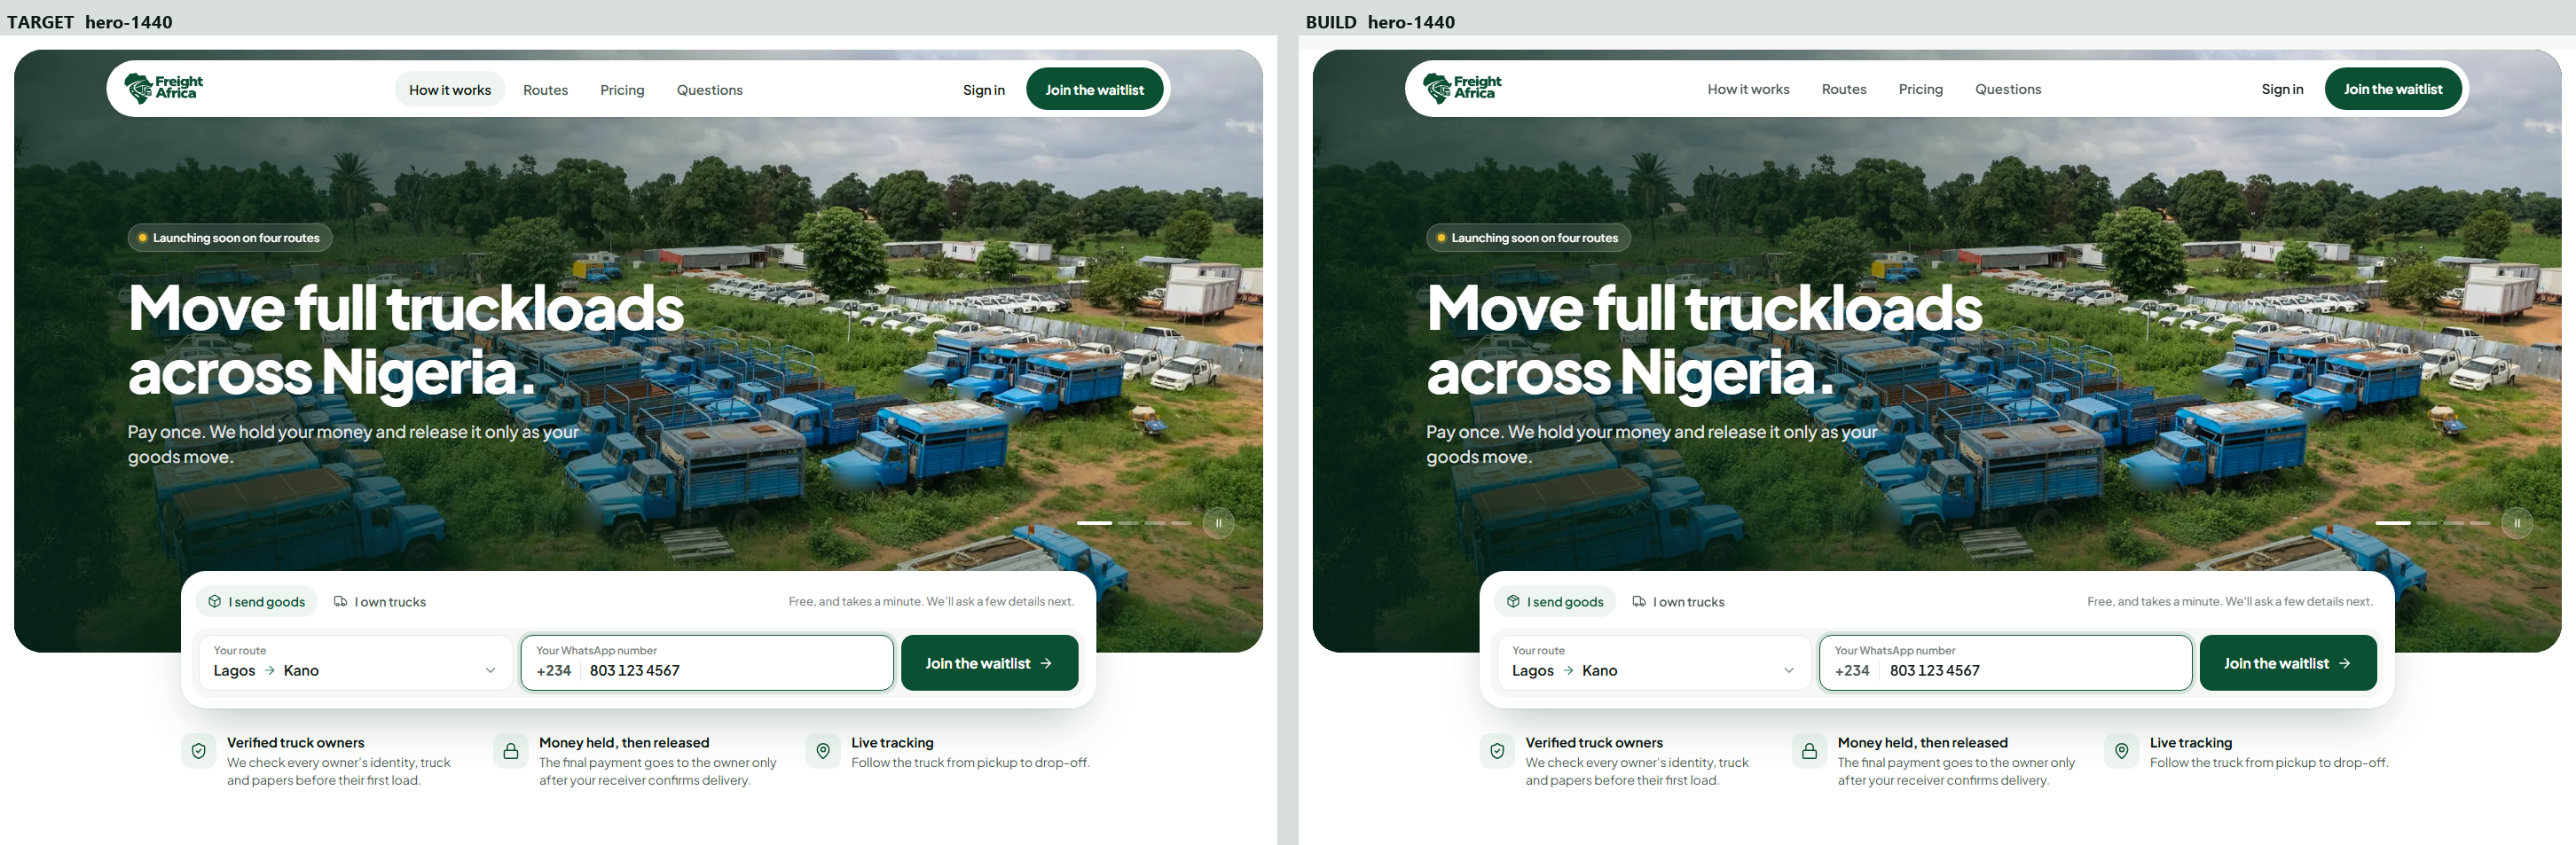 TARGET hero-1440
Freight Africa
How it works
Routes
Pricing
Questions
Sign in
Join the waitlist
Launching soon on four routes
Move full truckloads
across Nigeria.
Pay once. We hold your money and release it only as your
goods move.
I send goods
I own trucks
Free, and takes a minute. We'll ask a few details next.
Your route
Lagos → Kano
Your WhatsApp number
+234 803 123 4567
Join the waitlist →
Verified truck owners
We check every owner's identity, truck
and papers before their first load.
Money held, then released
The final payment goes to the owner only
after your receiver confirms delivery.
Live tracking
Follow the truck from pickup to drop-off.
BUILD hero-1440
Freight Africa
How it works
Routes
Pricing
Questions
Sign in
Join the waitlist
Launching soon on four routes
Move full truckloads
across Nigeria.
Pay once. We hold your money and release it only as your
goods move.
I send goods
I own trucks
Free, and takes a minute. We'll ask a few details next.
Your route
Lagos → Kano
Your WhatsApp number
+234 803 123 4567
Join the waitlist →
Verified truck owners
We check every owner's identity, truck
and papers before their first load.
Money held, then released
The final payment goes to the owner only
after your receiver confirms delivery.
Live tracking
Follow the truck from pickup to drop-off.